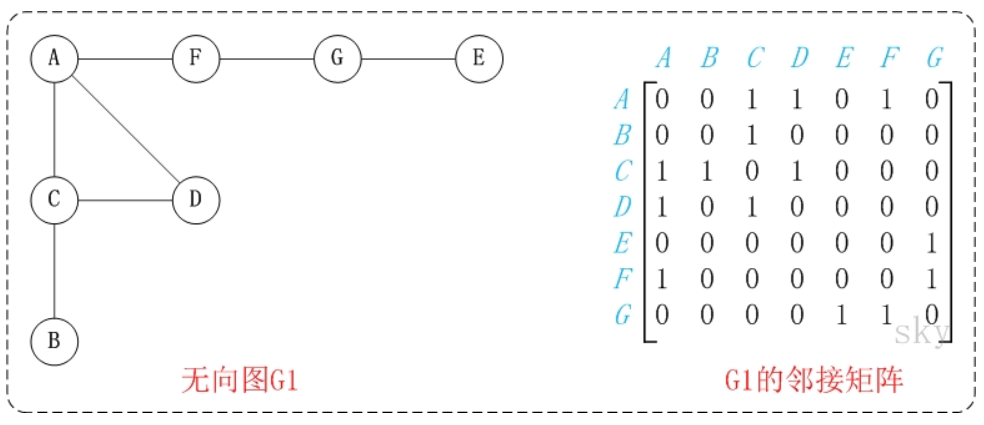 A F G E
C D
B
无向图G1
A B C D E F G
A 0 0 1 1 0 1 0
B 0 0 1 0 0 0 0
C 1 1 0 1 0 0 0
D 1 0 1 0 0 0 0
E 0 0 0 0 0 0 1
F 1 0 0 0 0 0 1
G 0 0 0 0 1 1 0
sky
G1的邻接矩阵